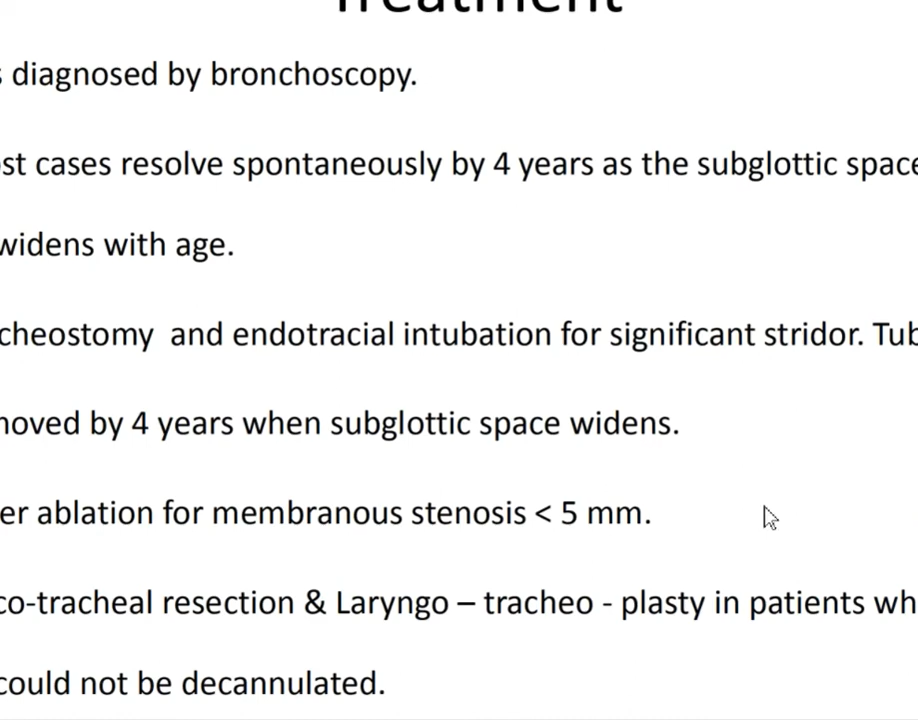 Treatment
s diagnosed by bronchoscopy.
ost cases resolve spontaneously by 4 years as the subglottic space
widens with age.
cheostomy and endotracial intubation for significant stridor. Tub
moved by 4 years when subglottic space widens.
er ablation for membranous stenosis < 5 mm.
co-tracheal resection & Laryngo – tracheo - plasty in patients wh
could not be decannulated.